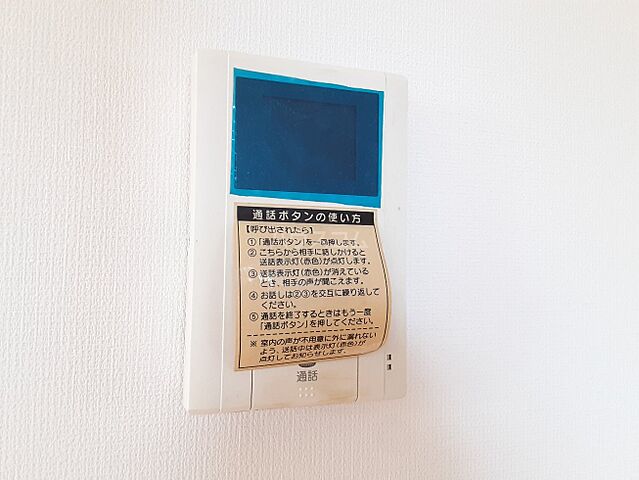 通話ボタンの使い方
【呼び出されたら】
①「通話ボタン」を一回押します。
②こちらから相手に話しかけると
送話表示灯(赤色)が点灯します。
③送話表示灯(赤色)が消えている
とき、相手の声が聞こえます。
④お話しは②③を交互に繰り返して
ください。
⑤通話を終了するときはもう一度
「通話ボタン」を押してください。
※室内の声が不用意に外に漏れない
よう、送話中は表示灯(赤色)が
点灯してお知らせします。
通話